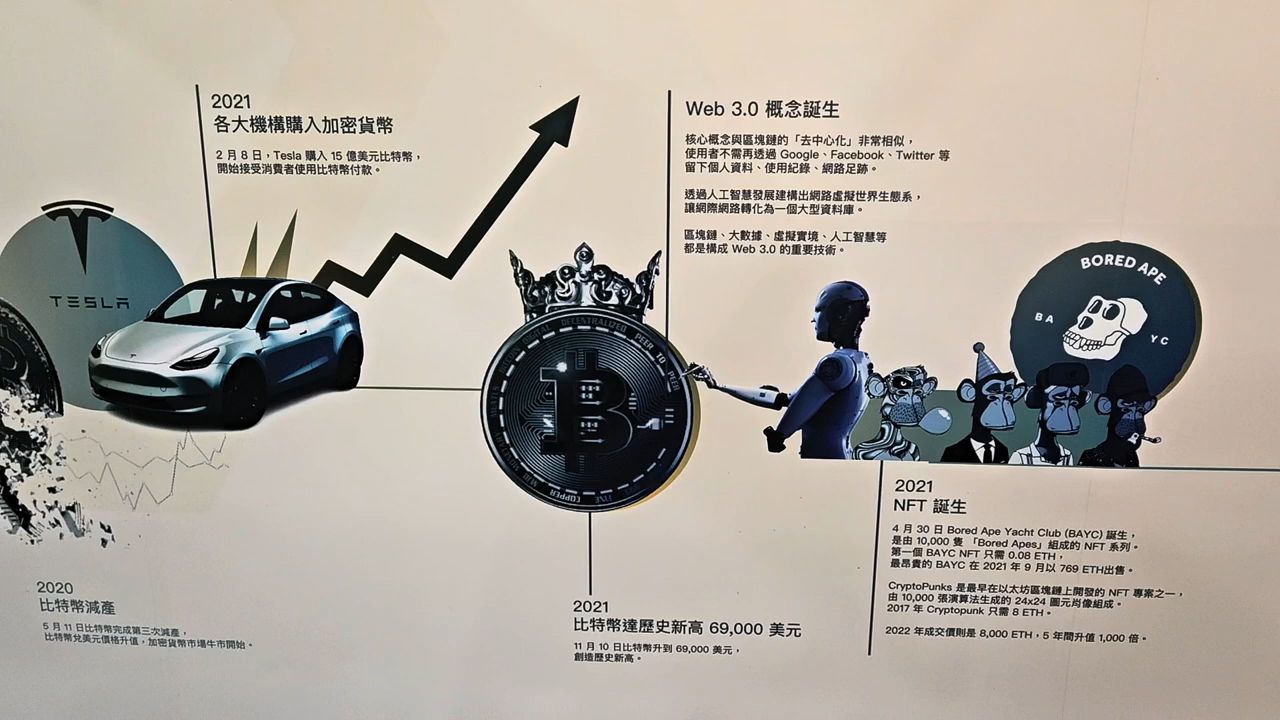 2021
各大機構購入加密貨幣
2 月 8 日，Tesla 購入 15 億美元比特幣，
開始接受消費者使用比特幣付款。
TESLA
2020
比特幣減產
5 月 11 日比特幣完成第三次減產，
比特幣兌美元價格升值，加密貨幣市場牛市開始。
DECENTRALIZED
PEER TO PEER
FINE COPPER
2021
比特幣達歷史新高 69,000 美元
11 月 10 日比特幣升到 69,000 美元，
創造歷史新高。
Web 3.0 概念誕生
核心概念與區塊鏈的「去中心化」非常相似，
使用者不需再透過 Google、Facebook、Twitter 等
留下個人資料、使用紀錄、網路足跡。
透過人工智慧發展建構出網路虛擬世界生態系，
讓網際網路轉化為一個大型資料庫。
區塊鏈、大數據、虛擬實境、人工智慧等
都是構成 Web 3.0 的重要技術。
BORED APE
BA YC
2021
NFT 誕生
4 月 30 日 Bored Ape Yacht Club (BAYC) 誕生，
是由 10,000 隻 「Bored Apes」組成的 NFT 系列。
第一個 BAYC NFT 只需 0.08 ETH，
最昂貴的 BAYC 在 2021 年 9 月以 769 ETH出售。
CryptoPunks 是最早在以太坊區塊鏈上開發的 NFT 專案之一，
由 10,000 張演算法生成的 24x24 圖元肖像組成。
2017 年 Cryptopunk 只需 8 ETH。
2022 年成交價則是 8,000 ETH，5 年間升值 1,000 倍。